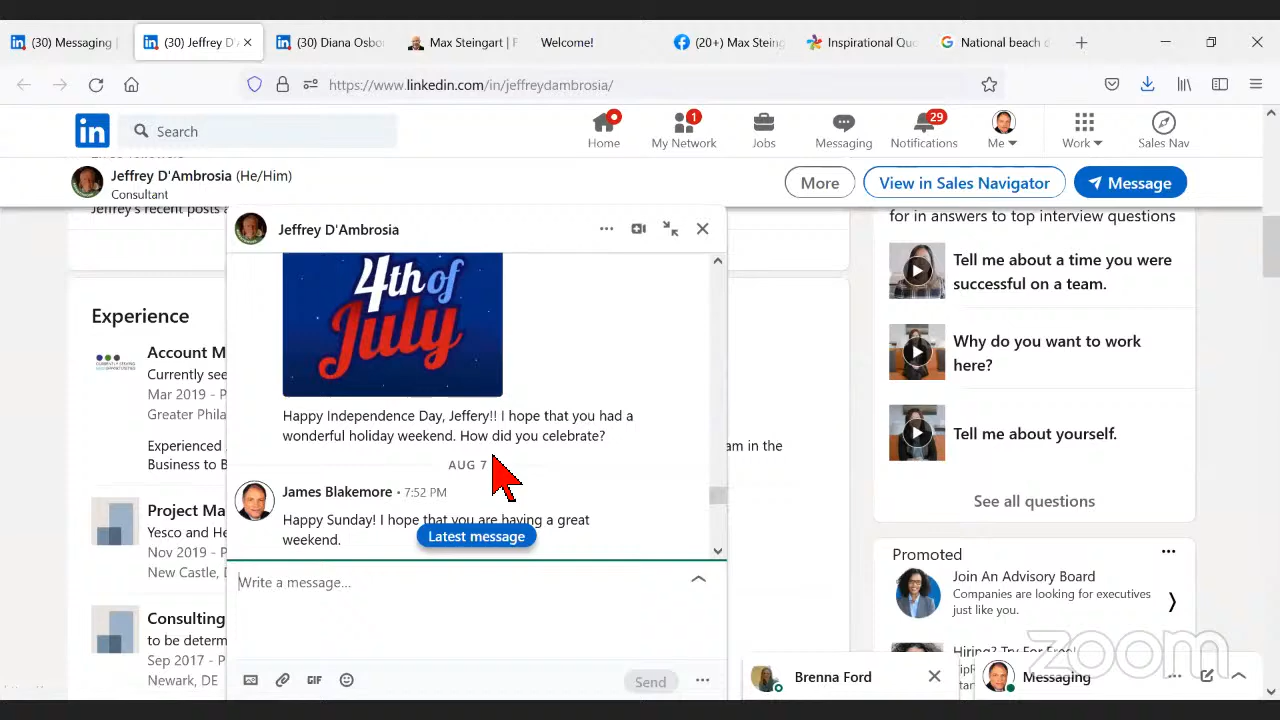 (30) Messaging |
(30) Jeffrey D'A
(30) Diana Osbor
Max Steingart | F
Welcome!
(20+) Max Steing
Inspirational Quo
National beach d
https://www.linkedin.com/in/jeffreydambrosia/
in
Search
Home
1
My Network
Jobs
Messaging
29
Notifications
Me
Work
Sales Nav
Jeffrey D'Ambrosia (He/Him)
Consultant
More
View in Sales Navigator
Message
Jeffrey's recent posts a
for in answers to top interview questions
Jeffrey D'Ambrosia
4th of
July
Happy Independence Day, Jeffery!! I hope that you had a
wonderful holiday weekend. How did you celebrate?
AUG 7
James Blakemore • 7:52 PM
Happy Sunday! I hope that you are having a great
weekend.
Latest message
Write a message...
GIF
Send
Experience
Account M
Currently see
Mar 2019 - P
Greater Phila
Experienced
am in the
Business to B
Project Ma
Yesco and He
Nov 2019 - P
New Castle, D
Consulting
to be determ
Sep 2017 - P
Newark, DE
Tell me about a time you were
successful on a team.
Why do you want to work
here?
Tell me about yourself.
See all questions
Promoted
Join An Advisory Board
Companies are looking for executives
just like you.
Hiring? Try For Free!
zoom
Brenna Ford
Messaging